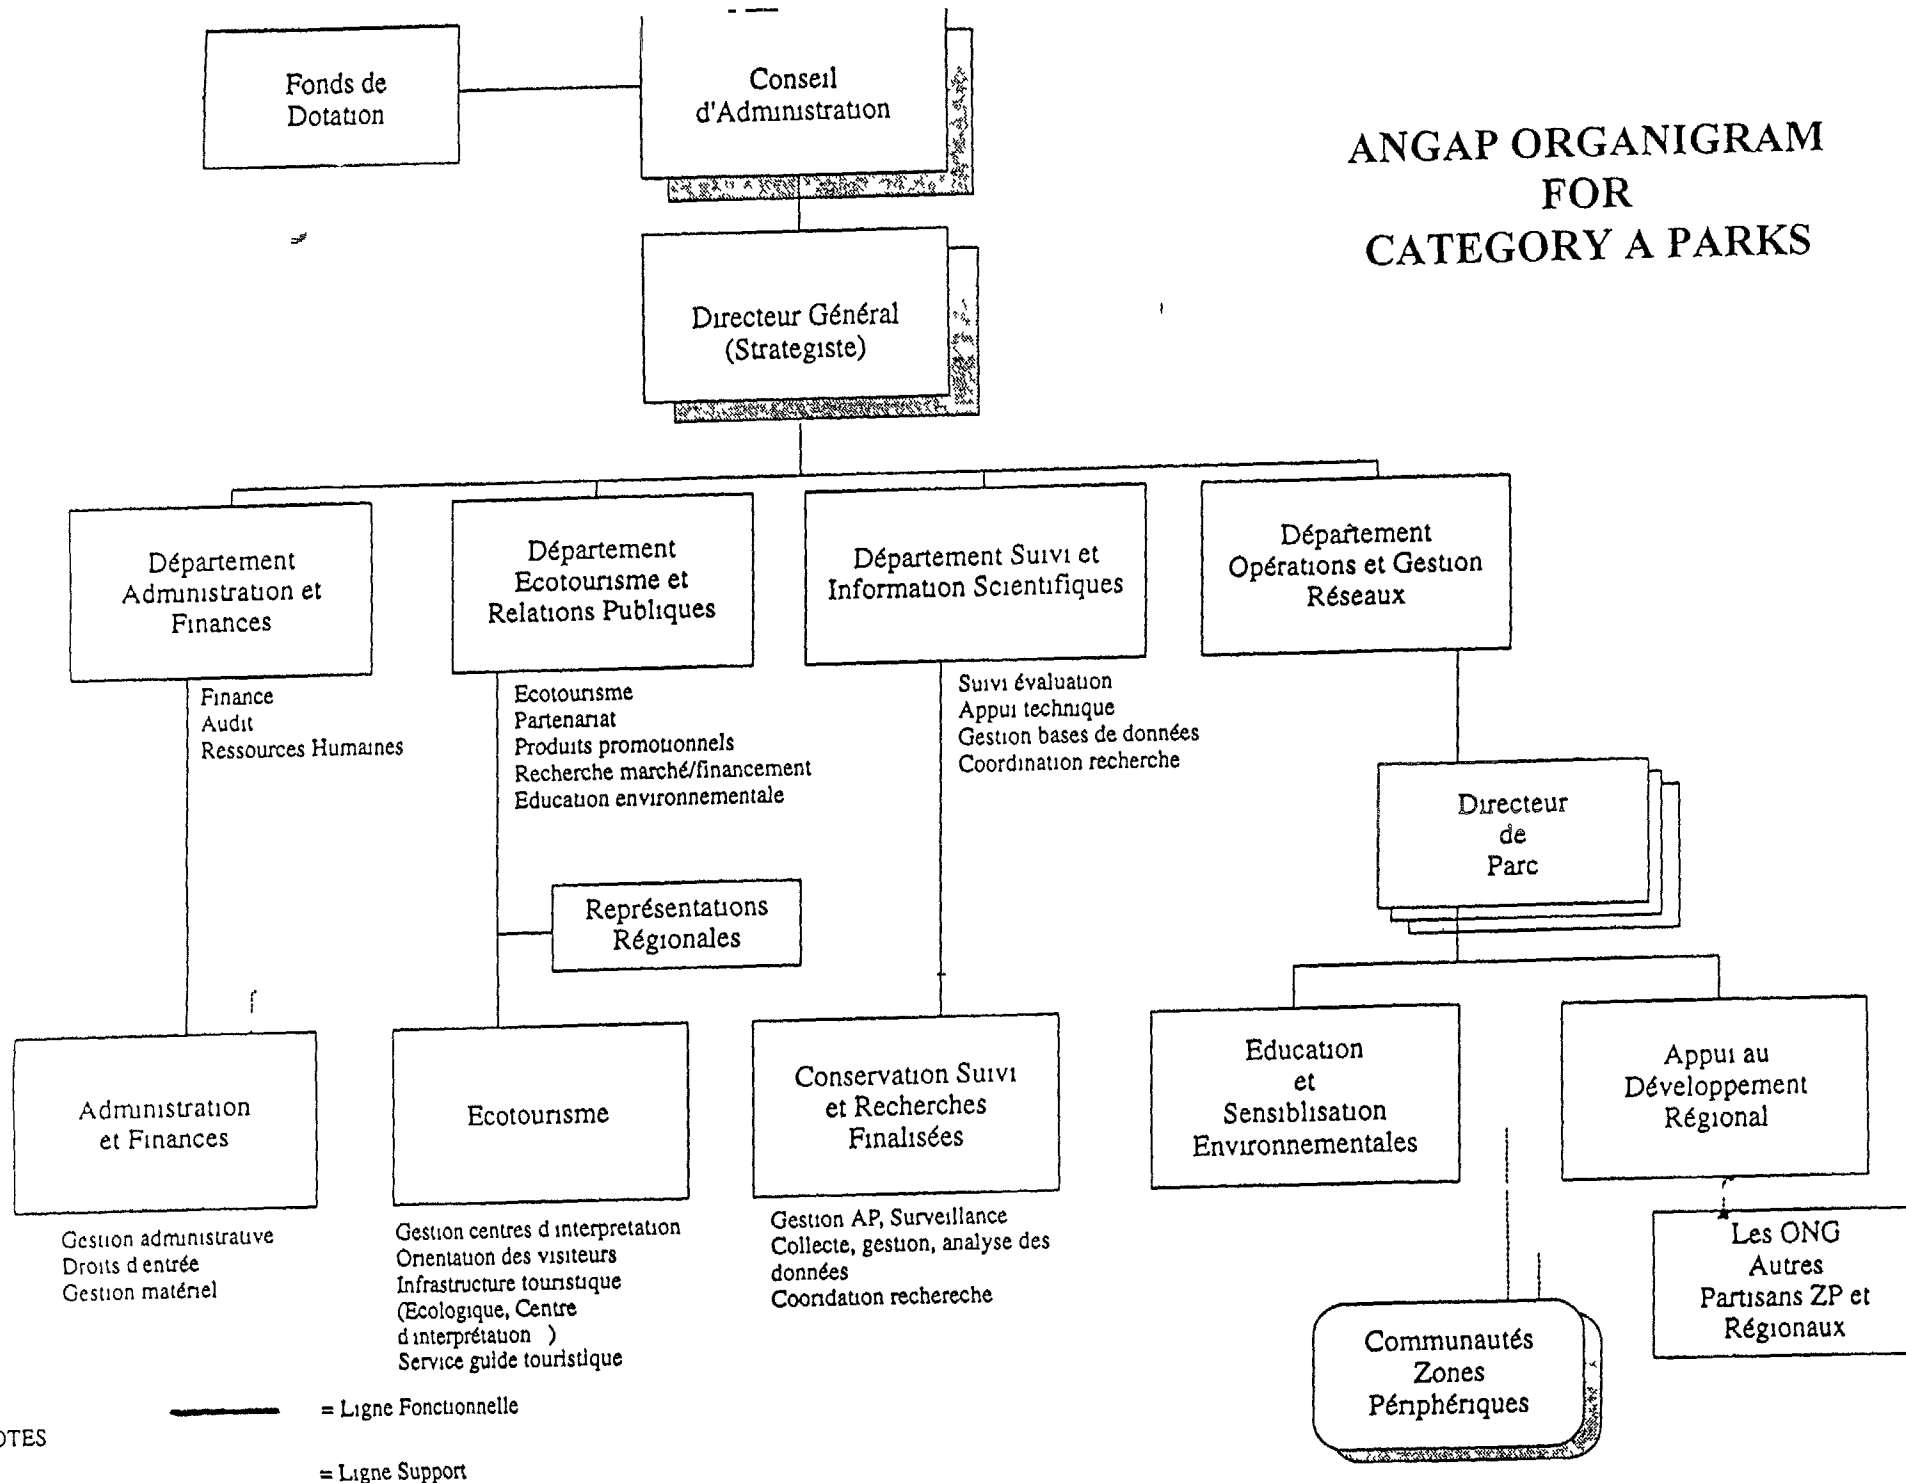 Fonds de
Dotation
Conseil
d'Administration
ANGAP ORGANIGRAM
FOR
CATEGORY A PARKS
Directeur Général
(Strategiste)
Département
Administration et
Finances
Département
Ecotourisme et
Relations Publiques
Département Suivi et
Information Scientifiques
Département
Opérations et Gestion
Réseaux
Finance
Audit
Ressources Humaines
Ecotourisme
Partenariat
Produits promotionnels
Recherche marché/financement
Education environnementale
Suivi évaluation
Appui technique
Gestion bases de données
Coordination recherche
Directeur
de
Parc
Représentations
Régionales
Administration
et Finances
Ecotourisme
Conservation Suivi
et Recherches
Finalisées
Education
et
Sensiblisation
Environnementales
Appui au
Développement
Régional
Gestion administrative
Droits d entrée
Gestion matériel
Gestion centres d interpretation
Orientation des visiteurs
Infrastructure touristique
(Ecologique, Centre
d interprétation )
Service guide touristique
Gestion AP, Surveillance
Collecte, gestion, analyse des
données
Cooridation rechereche
Les ONG
Autres
Partisans ZP et
Régionaux
Communautés
Zones
Périphériques
= Ligne Fonctionnelle
OTES
= Ligne Support